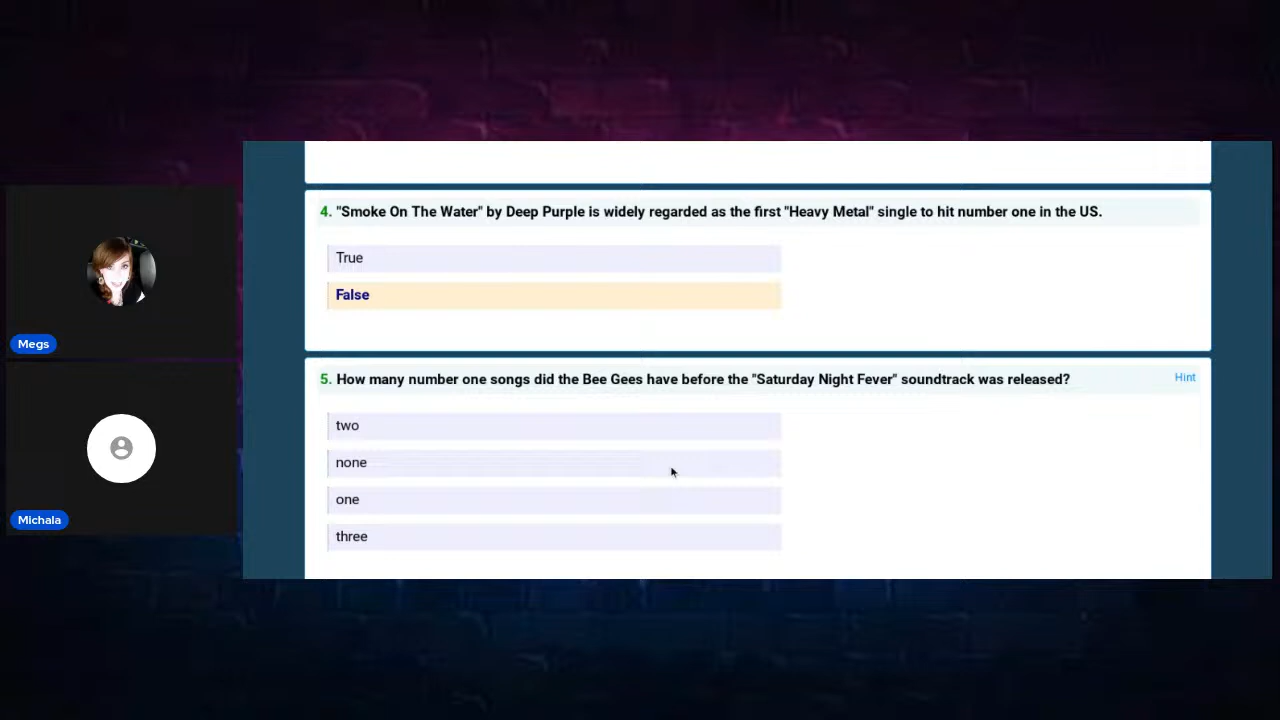 4. "Smoke On The Water" by Deep Purple is widely regarded as the first "Heavy Metal" single to hit number one in the US.
True
False
Megs
5. How many number one songs did the Bee Gees have before the "Saturday Night Fever" soundtrack was released?
Hint
two
none
one
three
Michala